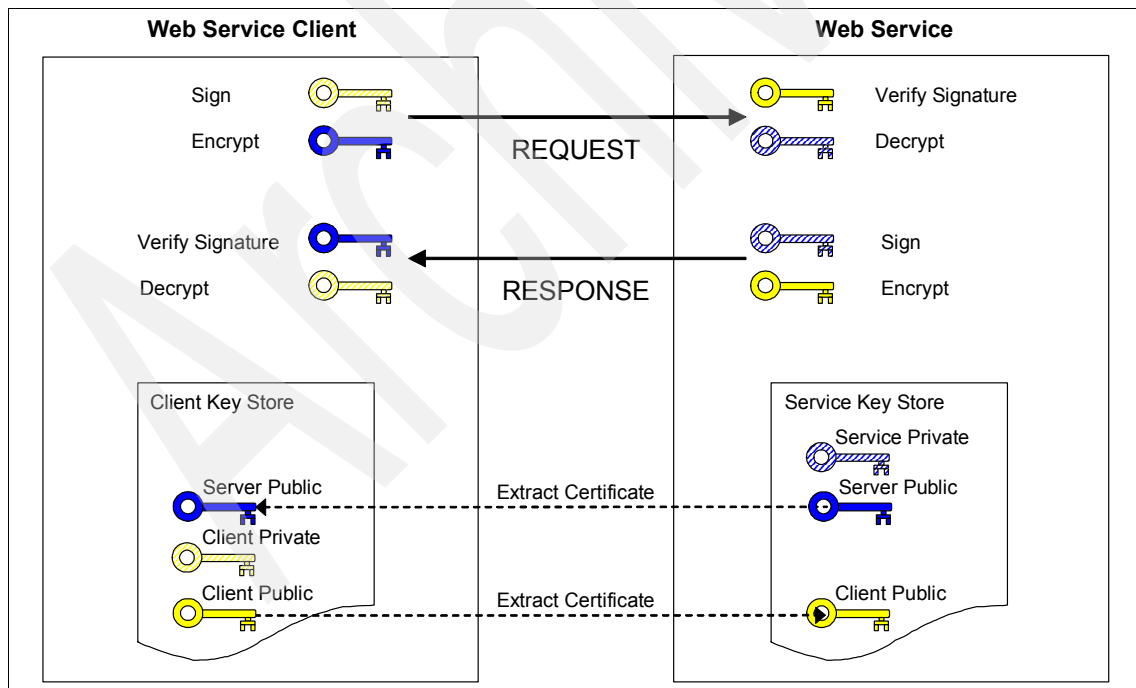 Web Service Client
Web Service
Sign
Encrypt
REQUEST
Verify Signature
Decrypt
Verify Signature
Decrypt
RESPONSE
Sign
Encrypt
Client Key Store
Server Public
Client Private
Client Public
Extract Certificate
Extract Certificate
Service Key Store
Service Private
Server Public
Client Public